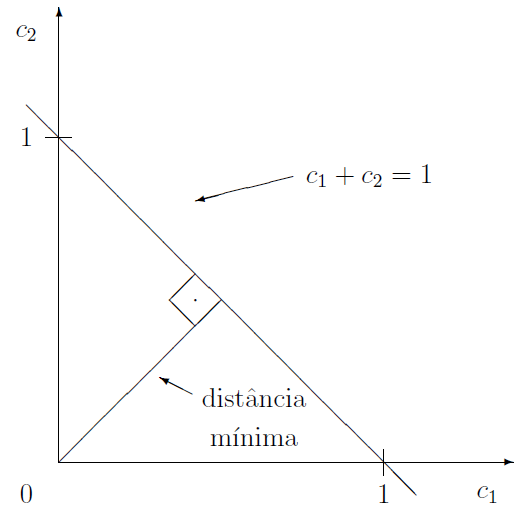 c₂
1
c₁ + c₂ = 1
distância
mínima
0
1
c₁